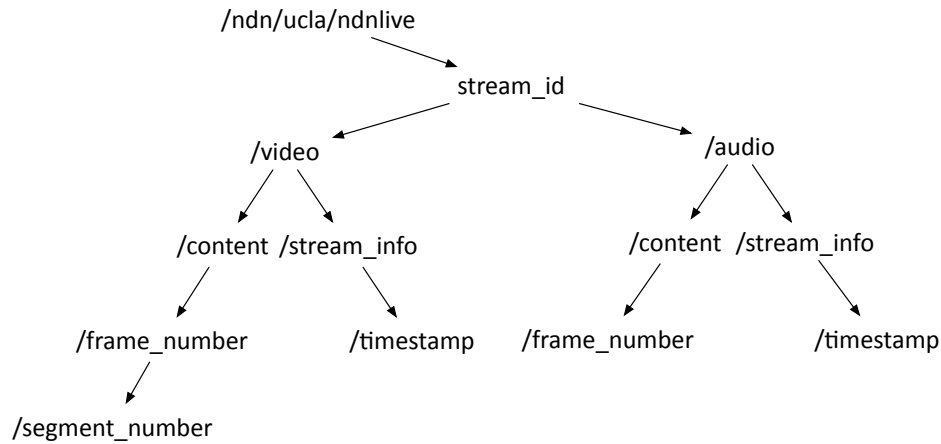 /ndn/ucla/ndnlive
stream_id
/video
/audio
/content /stream_info
/content /stream_info
/frame_number
/timestamp
/frame_number
/timestamp
/segment_number